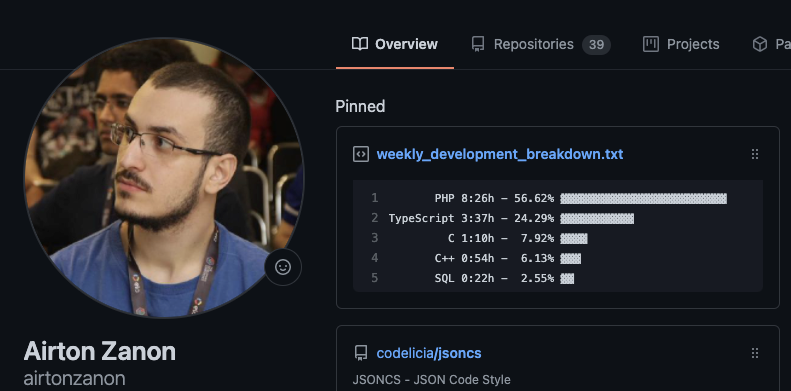 Overview
Repositories 39
Projects
Pa
Pinned
weekly_development_breakdown.txt
1 PHP 8:26h – 56.62%
2 TypeScript 3:37h – 24.29%
3 C 1:10h – 7.92%
4 C++ 0:54h – 6.13%
5 SQL 0:22h – 2.55%
Airton Zanon
airtonzanon
codelicia/jsoncs
JSONCS - JSON Code Style